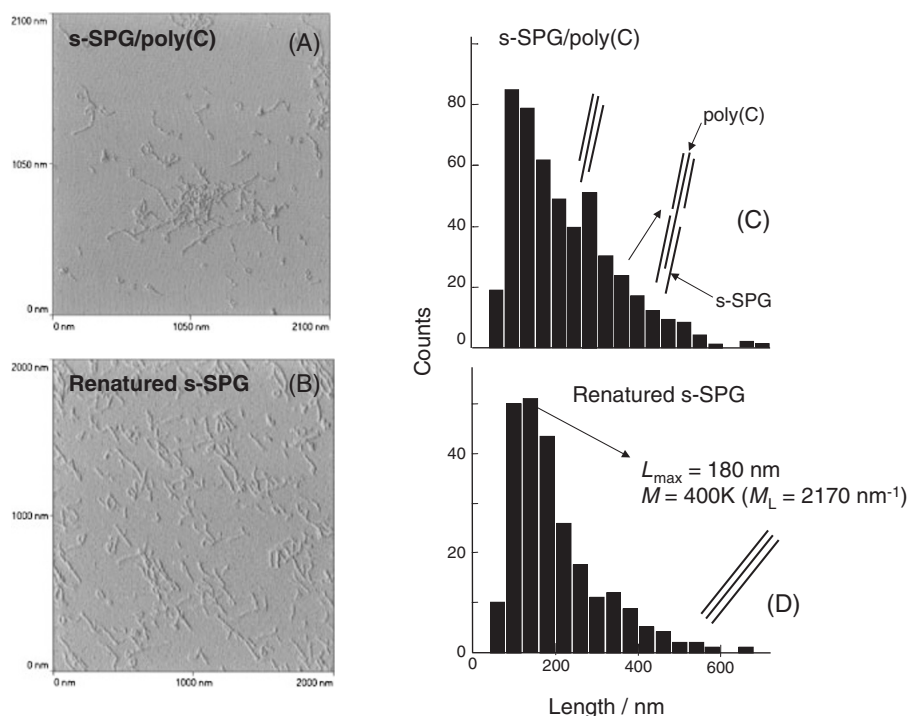 2100 nm
s-SPG/poly(C)
(A)
1050 nm
0 nm
0 nm
1050 nm
2100 nm
2000 nm
Renatured s-SPG
(B)
1000 nm
0 nm
0 nm
1000 nm
2000 nm
s-SPG/poly(C)
80
60
40
20
0
poly(C)
(C)
s-SPG
Counts
Renatured s-SPG
40
20
0
Lmax = 180 nm
M = 400K (ML = 2170 nm-1)
(D)
0
200
400
600
Length / nm